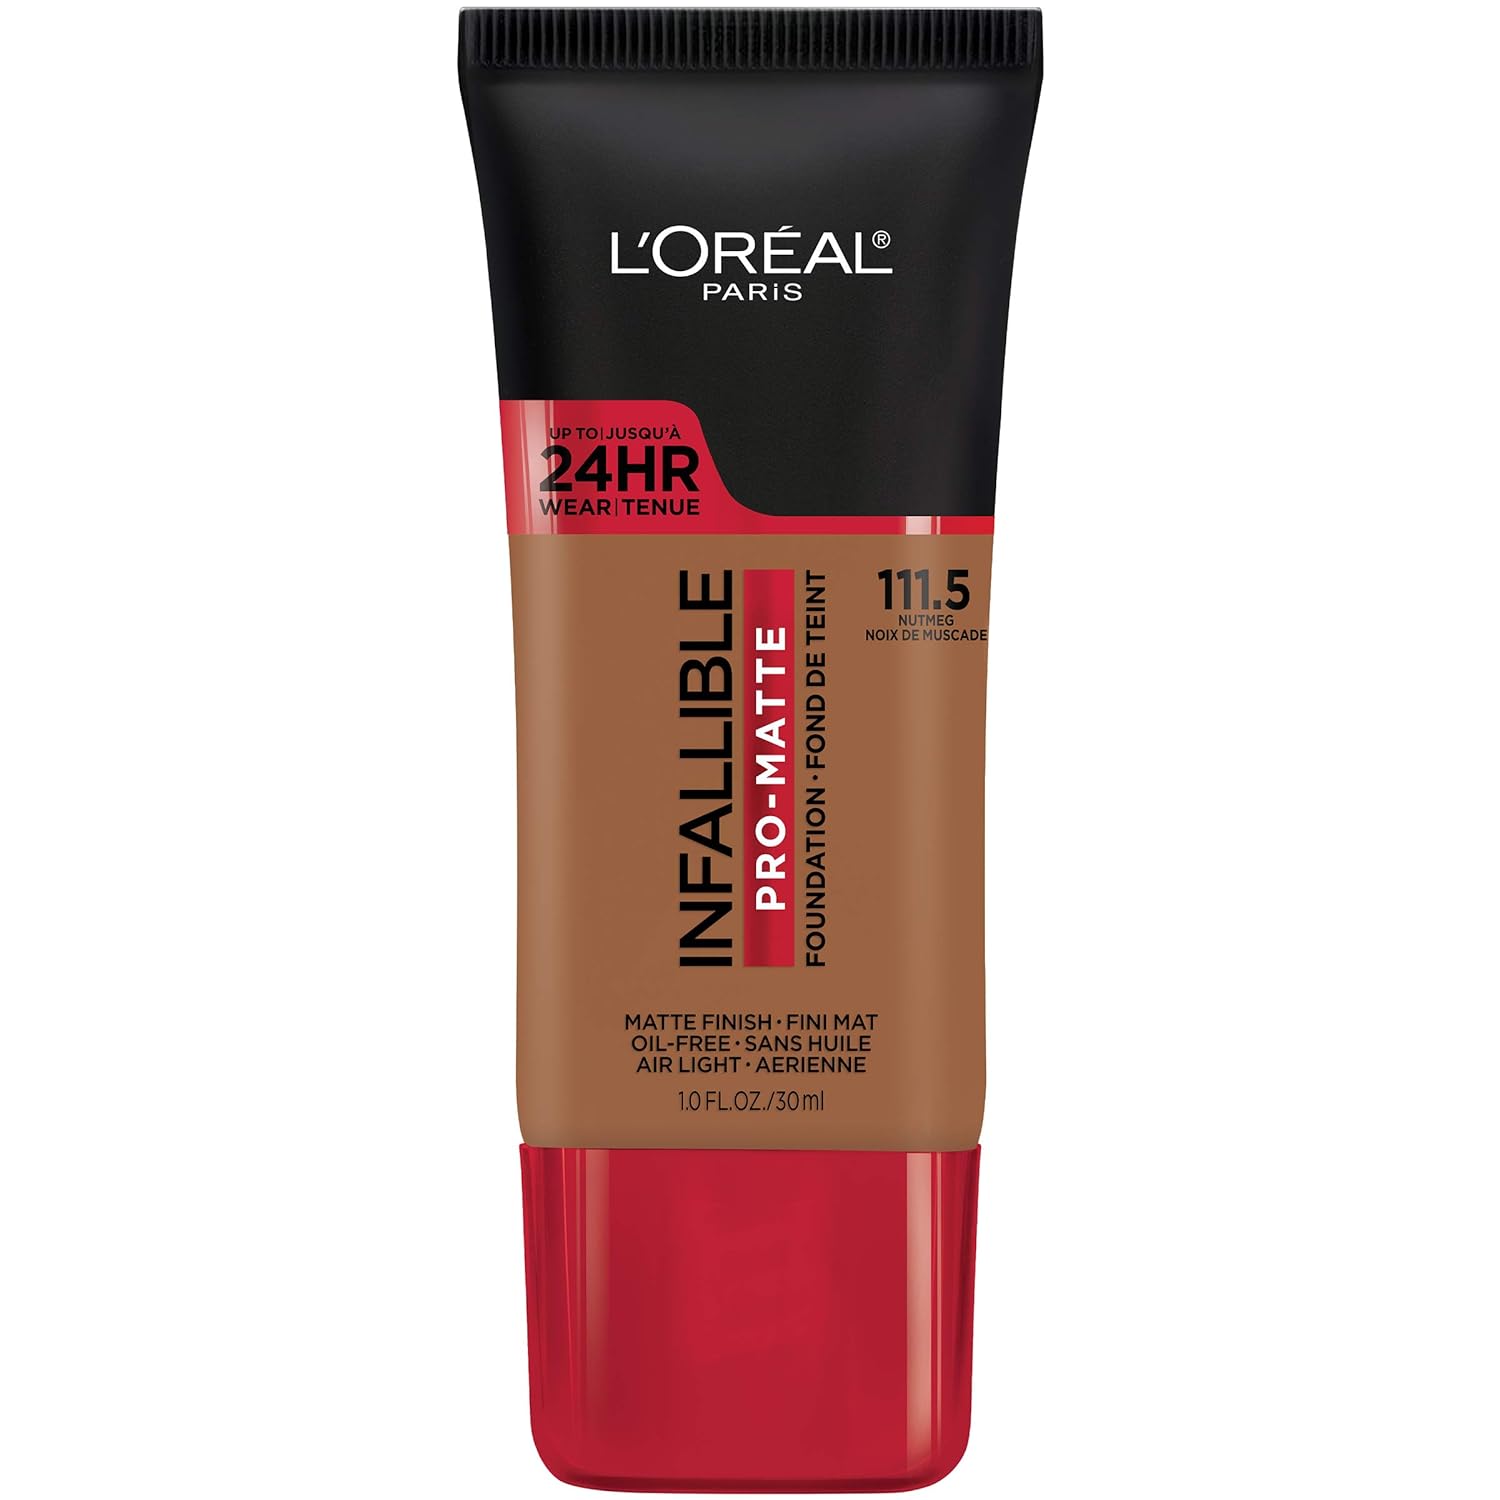 L'ORÉAL®
PARiS
UP TO|JUSQU'À
24HR
WEAR|TENUE
111.5
NUTMEG
NOIX DE MUSCADE
INFALLIBLE
PRO-MATTE
FOUNDATION · FOND DE TEINT
MATTE FINISH · FINI MAT
OIL-FREE · SANS HUILE
AIR LIGHT · AERIENNE
1.0 FL.OZ./30ml